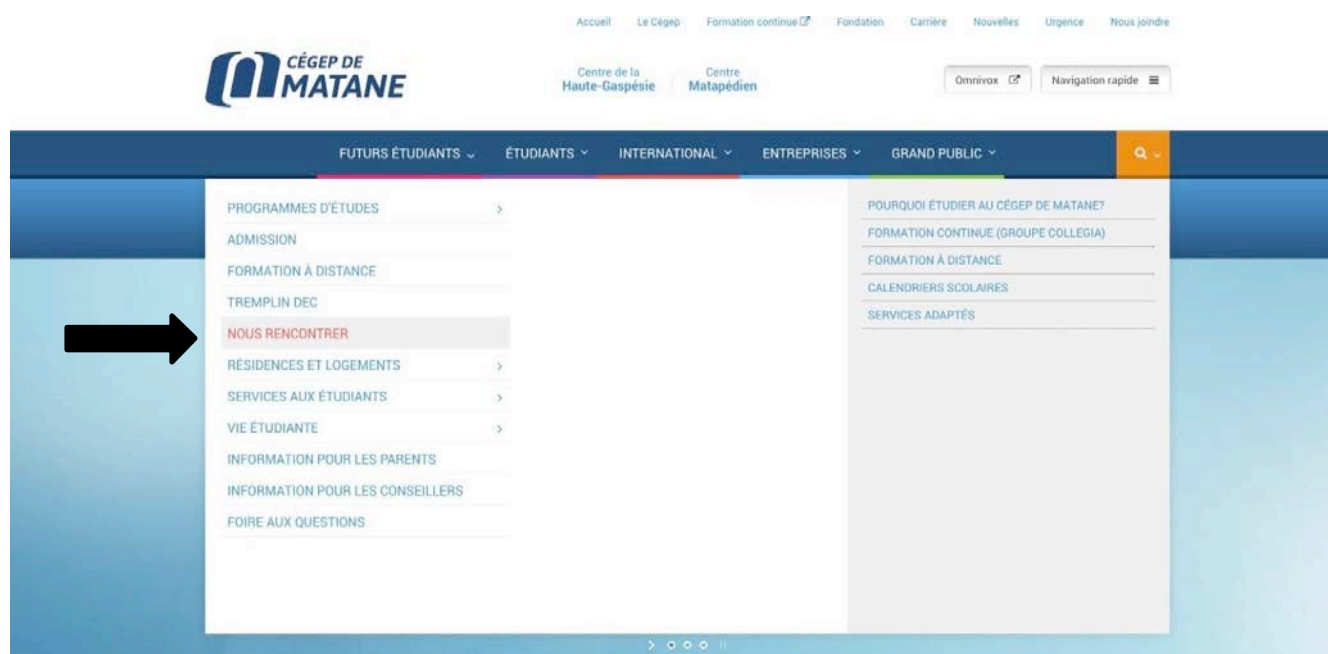 Accueil Le Cégep Formation continue Fondation Carrière Nouvelles Urgence Nous joindre
CÉGEP DE
MATANE
Centre de la
Haute-Gaspésie
Centre
Matapédien
Omnivox
Navigation rapide
FUTURS ÉTUDIANTS ÉTUDIANTS INTERNATIONAL ENTREPRISES GRAND PUBLIC
PROGRAMMES D'ÉTUDES
ADMISSION
FORMATION À DISTANCE
TREMPLIN DEC
NOUS RENCONTRER
RÉSIDENCES ET LOGEMENTS
SERVICES AUX ÉTUDIANTS
VIE ÉTUDIANTE
INFORMATION POUR LES PARENTS
INFORMATION POUR LES CONSEILLERS
FOIRE AUX QUESTIONS
POURQUOI ÉTUDIER AU CÉGEP DE MATANE?
FORMATION CONTINUE (GROUPE COLLEGIA)
FORMATION À DISTANCE
CALENDRIERS SCOLAIRES
SERVICES ADAPTÉS